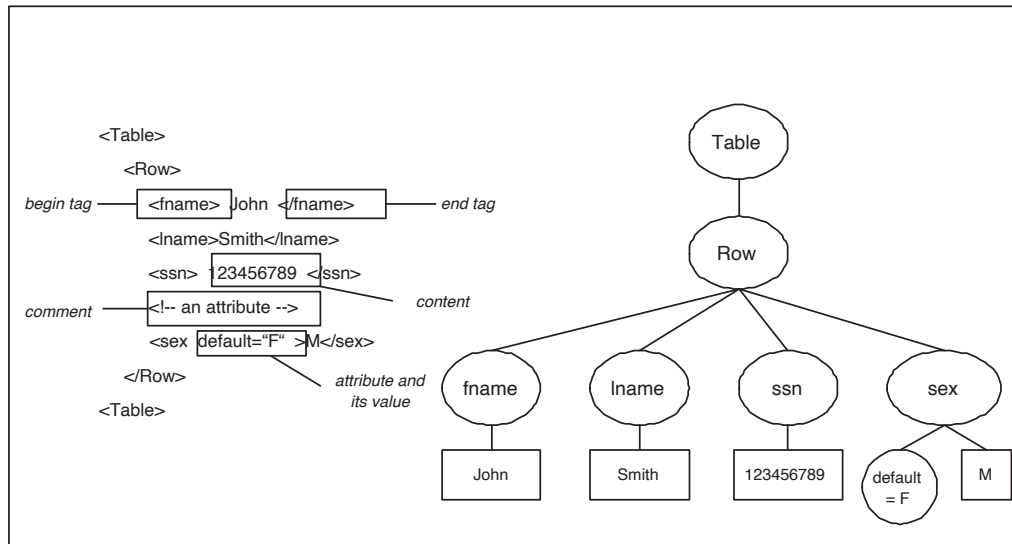 <Table>
<Row>
begin tag <fname> John </fname> end tag
<lname>Smith</lname>
<ssn> 123456789 </ssn>
content
comment <!-- an attribute -->
<sex default=“F“ >M</sex>
</Row>
attribute and
its value
<Table>
Table
Row
fname lname ssn sex
John Smith 123456789 default
= F M